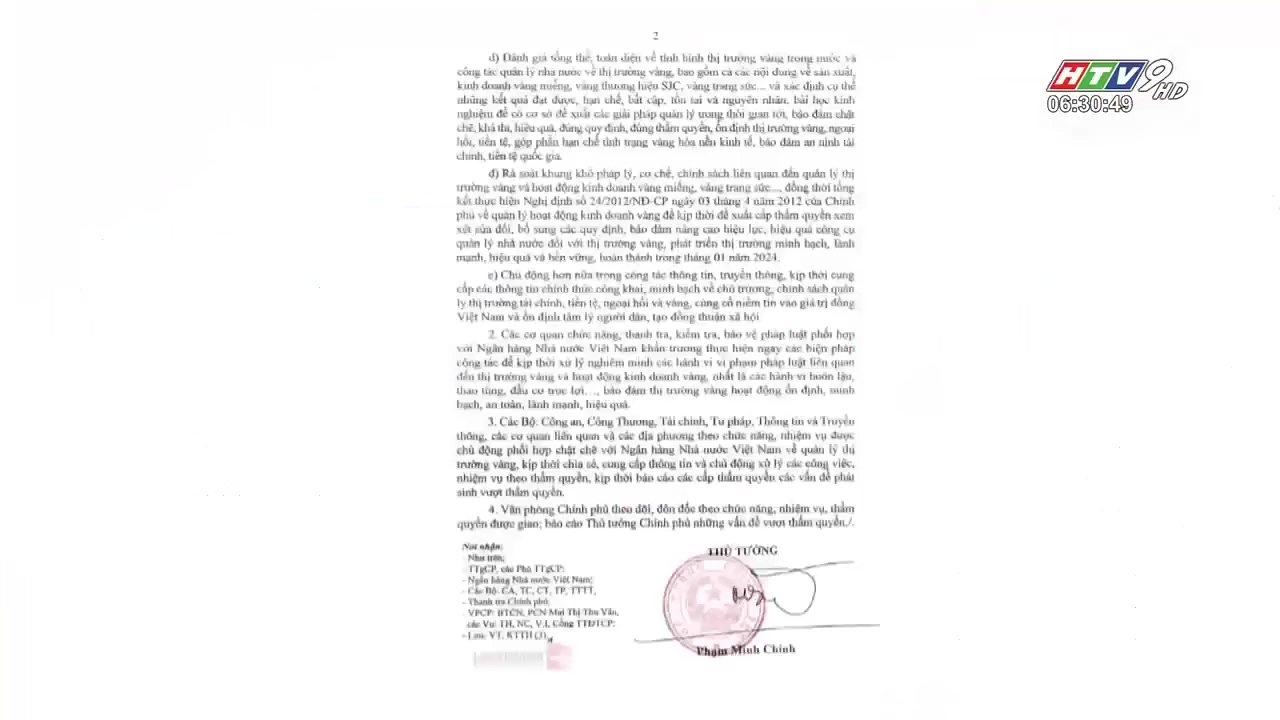 2
d) Đánh giá tổng thể, toàn diện về tình hình thị trường vàng trong nước và
công tác quản lý nhà nước về thị trường vàng, bao gồm cả các nội dung về sản xuất,
kinh doanh vàng miếng, vàng thương hiệu SJC, vàng trang sức... và xác định cụ thể
những kết quả đạt được, hạn chế, bất cập, tồn tại và nguyên nhân, bài học kinh
nghiệm để có cơ sở đề xuất các giải pháp quản lý trong thời gian tới, bảo đảm chặt
chẽ, khả thi, hiệu quả, đúng quy định, đúng thẩm quyền, ổn định thị trường vàng, ngoại
hối, tiền tệ, góp phần hạn chế tình trạng vàng hóa nền kinh tế, bảo đảm an ninh tài
chính, tiền tệ quốc gia.
đ) Rà soát khung khổ pháp lý, cơ chế, chính sách liên quan đến quản lý thị
trường vàng và hoạt động kinh doanh vàng miếng, vàng trang sức..., đồng thời tổng
kết thực hiện Nghị định số 24/2012/NĐ-CP ngày 03 tháng 4 năm 2012 của Chính
phủ về quản lý hoạt động kinh doanh vàng để kịp thời đề xuất cấp thẩm quyền xem
xét sửa đổi, bổ sung các quy định, bảo đảm nâng cao hiệu lực, hiệu quả công cụ
quản lý nhà nước đối với thị trường vàng, phát triển thị trường minh bạch, lành
mạnh, hiệu quả và bền vững, hoàn thành trong tháng 01 năm 2024.
e) Chủ động hơn nữa trong công tác thông tin, truyền thông, kịp thời cung
cấp các thông tin chính thức công khai, minh bạch về chủ trương, chính sách quản
lý thị trường tài chính, tiền tệ, ngoại hối và vàng, củng cố niềm tin vào giá trị đồng
Việt Nam và ổn định tâm lý người dân, tạo đồng thuận xã hội
2. Các cơ quan chức năng, thanh tra, kiểm tra, bảo vệ pháp luật phối hợp
với Ngân hàng Nhà nước Việt Nam khẩn trương thực hiện ngay các biện pháp
công tác để kịp thời xử lý nghiêm minh các hành vi vi phạm pháp luật liên quan
đến thị trường vàng và hoạt động kinh doanh vàng, nhất là các hành vi buôn lậu,
thao túng, đầu cơ trục lợi..., bảo đảm thị trường vàng hoạt động ổn định, minh
bạch, an toàn, lành mạnh, hiệu quả.
3. Các Bộ: Công an, Công Thương, Tài chính, Tư pháp, Thông tin và Truyền
thông, các cơ quan liên quan và các địa phương theo chức năng, nhiệm vụ được
chủ động phối hợp chặt chẽ với Ngân hàng Nhà nước Việt Nam về quản lý thị
trường vàng, kịp thời chia sẻ, cung cấp thông tin và chủ động xử lý các công việc,
nhiệm vụ theo thẩm quyền, kịp thời báo cáo các cấp thẩm quyền các vấn đề phát
sinh vượt thẩm quyền.
4. Văn phòng Chính phủ theo dõi, đôn đốc theo chức năng, nhiệm vụ, thẩm
quyền được giao; báo cáo Thủ tướng Chính phủ những vấn đề vượt thẩm quyền./.
Nơi nhận:
Như trên;
- TTgCP, các Phó TTgCP;
- Ngân hàng Nhà nước Việt Nam;
- Các Bộ: CA, TC, CT, TP, TTTT,
- Thanh tra Chính phủ;
VPCP: BTCN, PCN Mai Thị Thu Vân,
các Vụ: TH, NC, V.I, Cổng TTĐTCP;
- Lưu: VT, KTTH (3).
THỦ TƯỚNG
Phạm Minh Chính
HTV9 HD
06:30:49